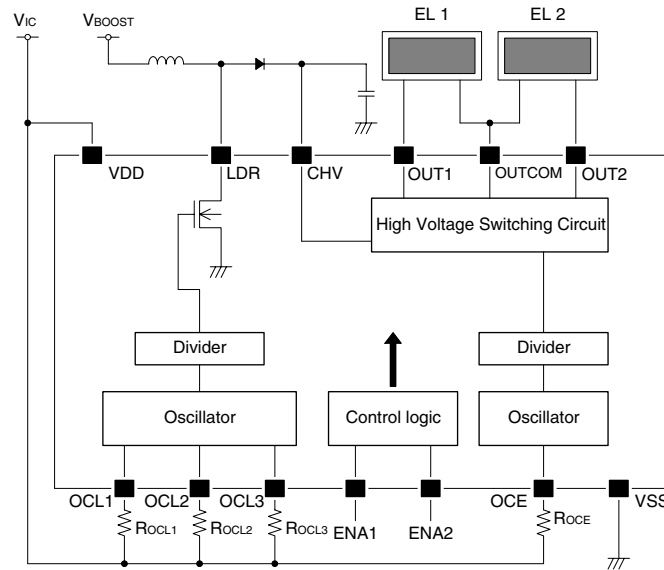 VIC
VBOOST
EL 1
EL 2
VDD
LDR
CHV
OUT1
OUTCOM
OUT2
High Voltage Switching Circuit
Divider
Divider
Oscillator
Control logic
Oscillator
OCL1
OCL2
OCL3
ENA1
ENA2
OCE
VSS
ROCL1
ROCL2
ROCL3
ROCE